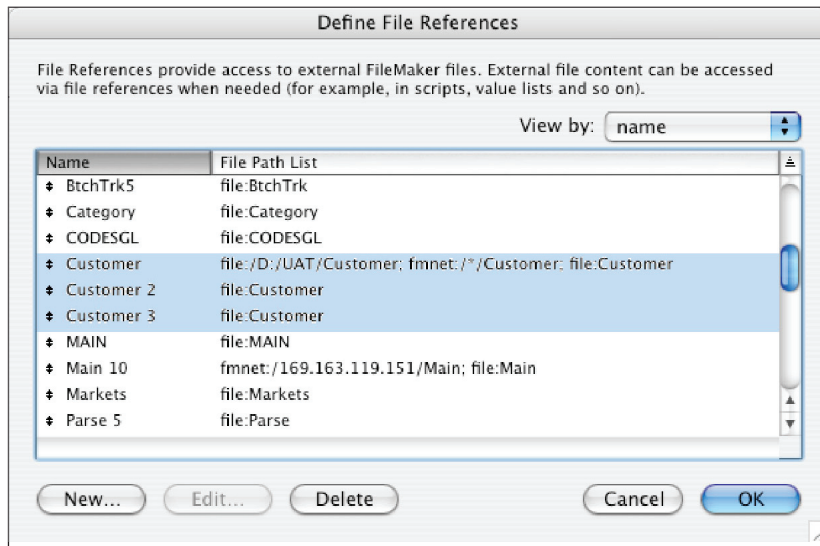 Define File References
File References provide access to external FileMaker files. External file content can be accessed
via file references when needed (for example, in scripts, value lists and so on).
View by: name
Name File Path List
BtchTrk5 file:BtchTrk
Category file:Category
CODESGL file:CODESGL
Customer file:/D:/UAT/Customer; fmnet:/*/Customer; file:Customer
Customer 2 file:Customer
Customer 3 file:Customer
MAIN file:MAIN
Main 10 fmnet:/169.163.119.151/Main; file:Main
Markets file:Markets
Parse 5 file:Parse
New... Edit... Delete Cancel OK